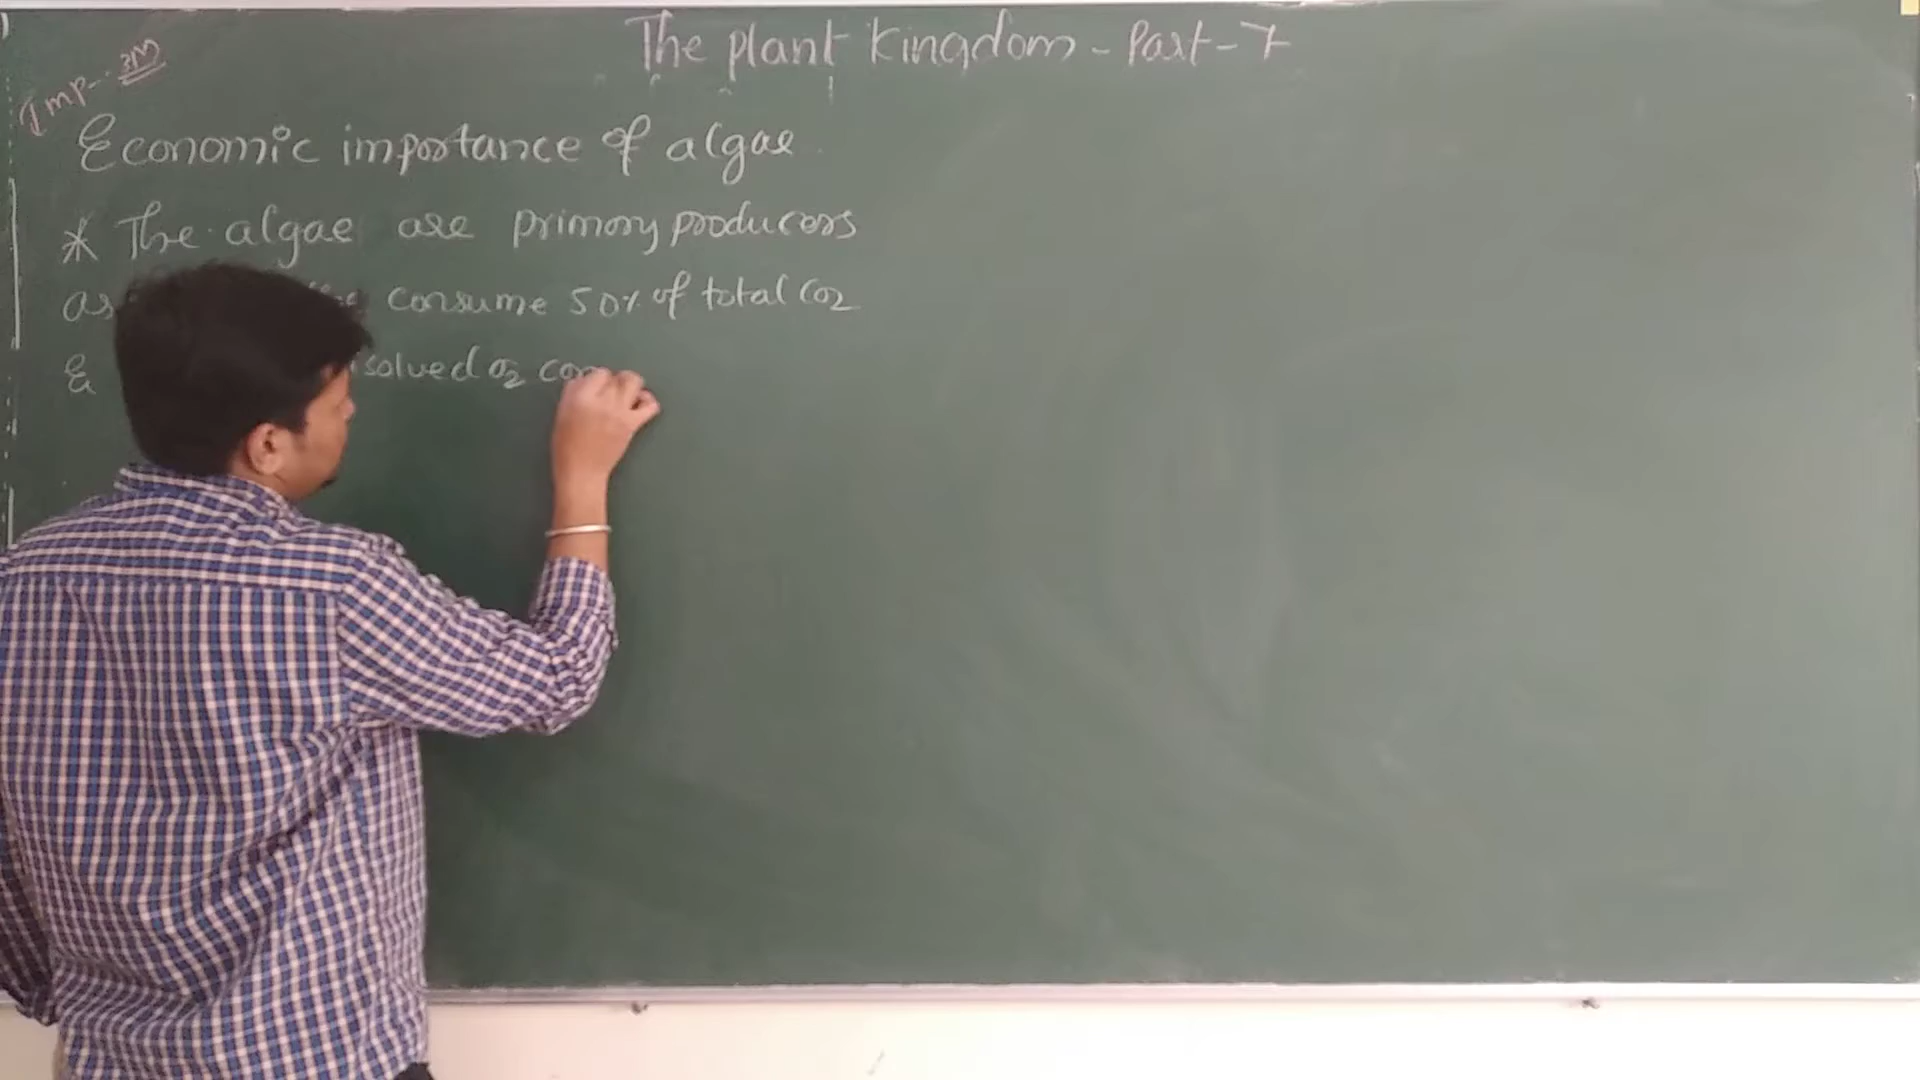 The plant Kingdom - Part - 7
Imp- 3M
Economic importance of algae
* The algae are primary producers
as consume 50% of total CO2
& solved O2 con